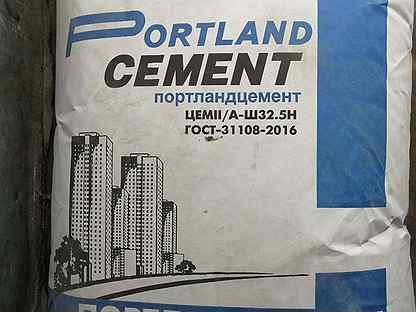 PORTLAND
CEMENT
портландцемент
ЦЕМII/А-Ш32.5Н
ГОСТ-31108-2016